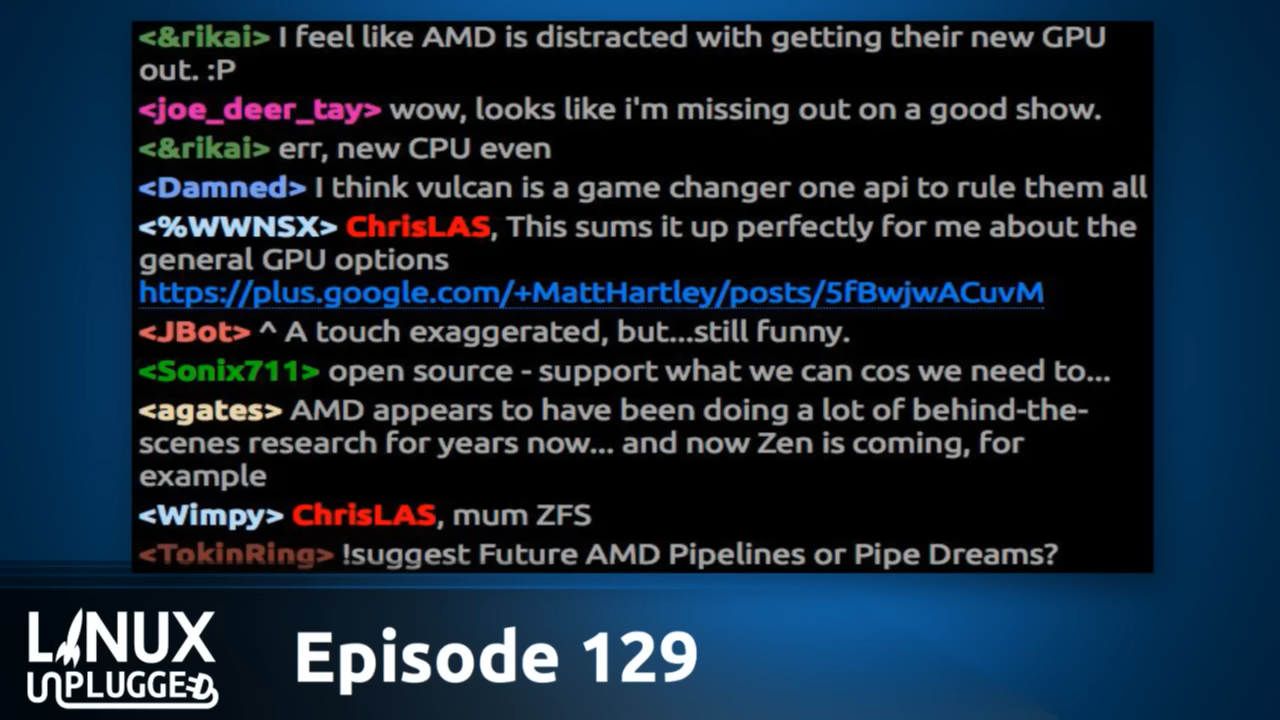 <&rikai> I feel like AMD is distracted with getting their new GPU
out. :P
<joe_deer_tay> wow, looks like i'm missing out on a good show.
<&rikai> err, new CPU even
<Damned> I think vulcan is a game changer one api to rule them all
<%WWNSX> ChrisLAS, This sums it up perfectly for me about the
general GPU options
https://plus.google.com/+MattHartley/posts/5fBwjwACuvM
<JBot> ^ A touch exaggerated, but...still funny.
<Sonix711> open source - support what we can cos we need to...
<agates> AMD appears to have been doing a lot of behind-the-
scenes research for years now... and now Zen is coming, for
example
<Wimpy> ChrisLAS, mum ZFS
<TokinRing> !suggest Future AMD Pipelines or Pipe Dreams?
LINUX
UNPLUGGED
Episode 129